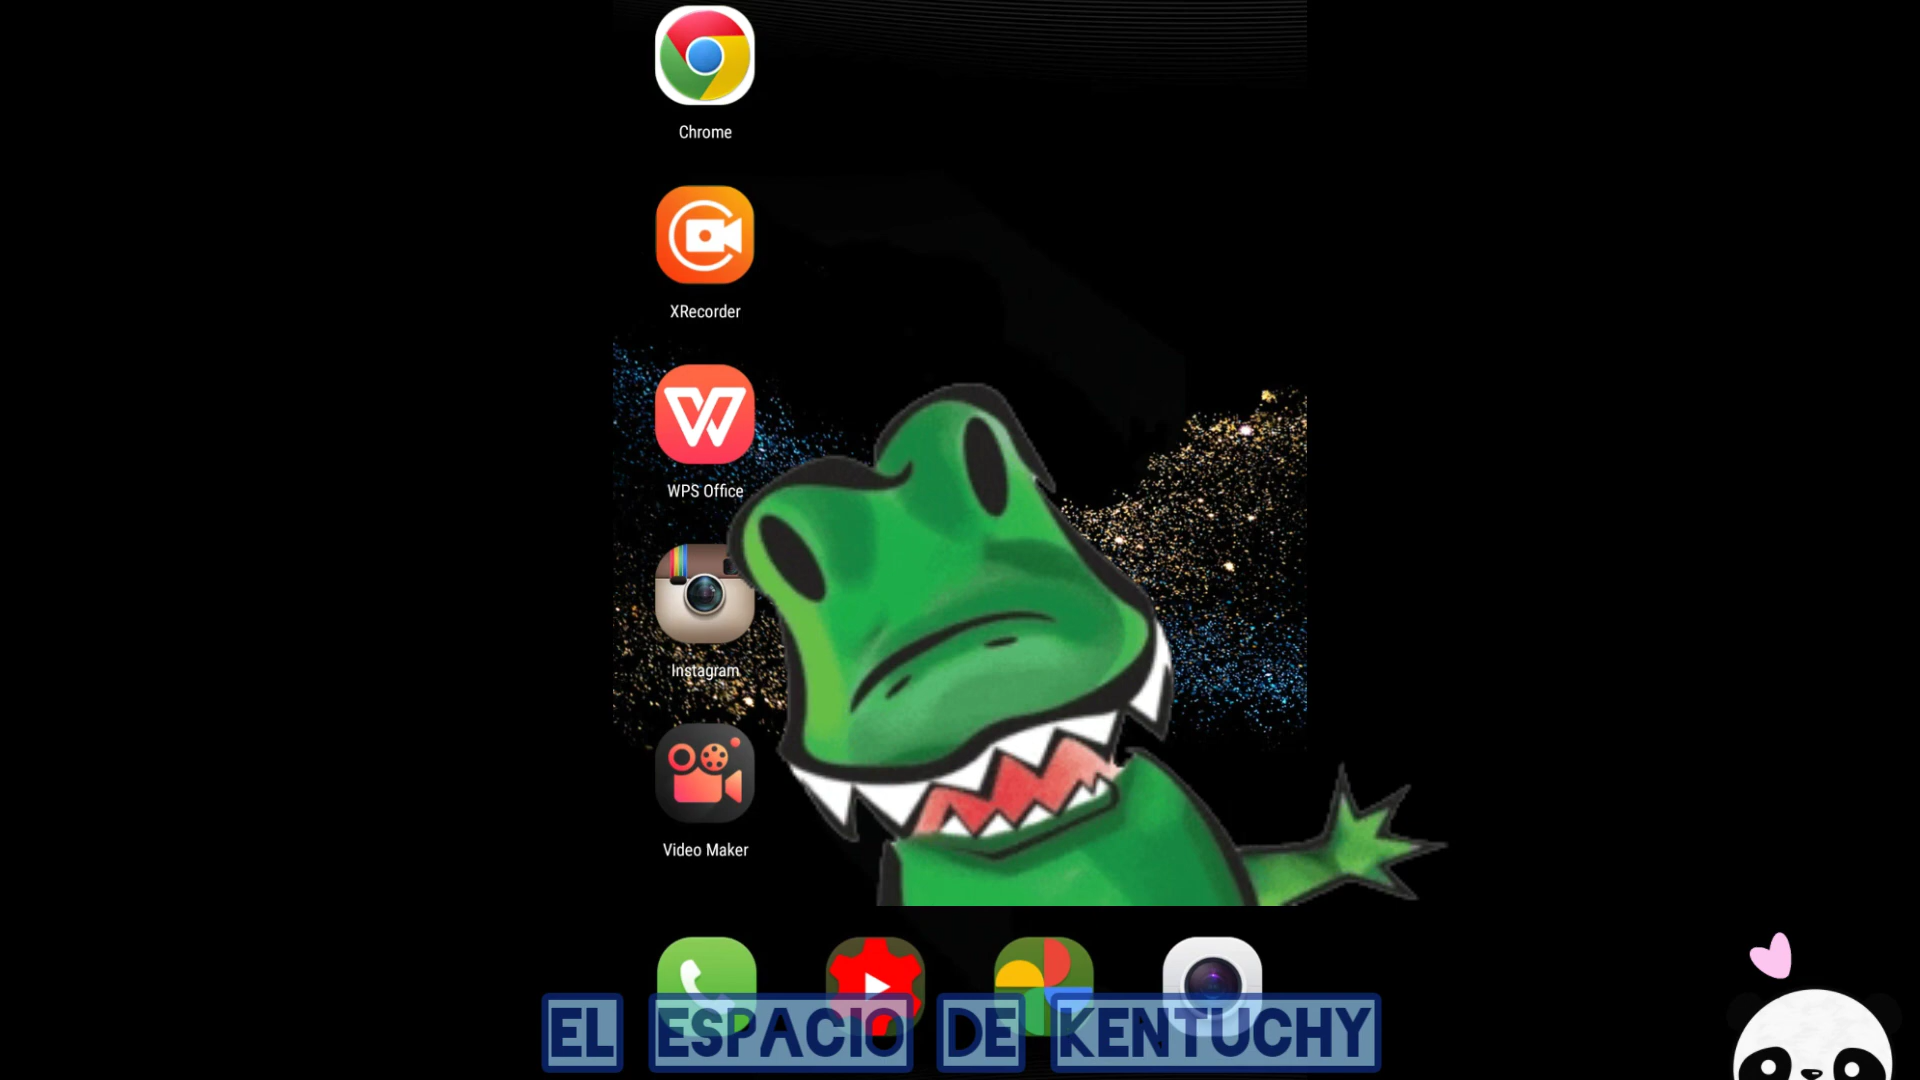 Chrome
XRecorder
WPS Office
Instagram
Video Maker
EL ESPACIO DE KENTUCHY